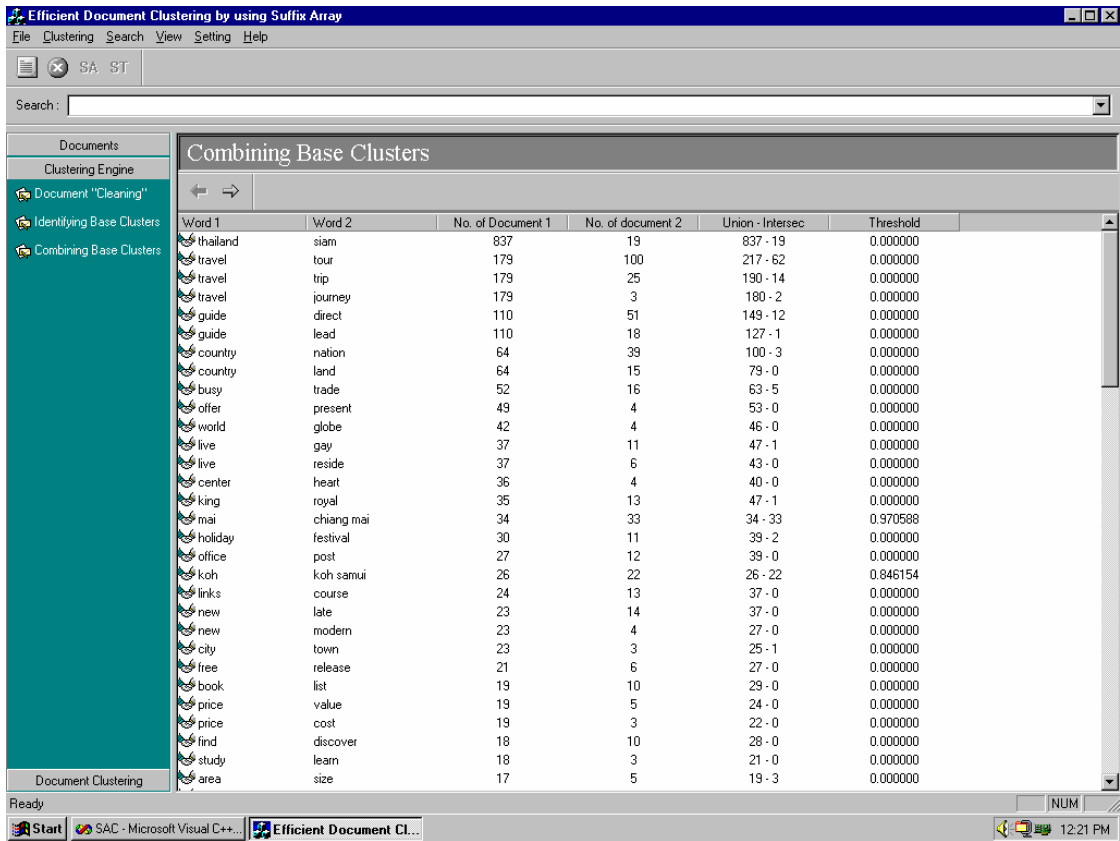 Efficient Document Clustering by using Suffix Array
File Clustering Search View Setting Help
SA ST
Search :
Documents
Clustering Engine
Document "Cleaning"
Identifying Base Clusters
Combining Base Clusters
Document Clustering
Combining Base Clusters
Word 1 Word 2 No. of Document 1 No. of document 2 Union - Intersec Threshold
thailand siam 837 19 837 - 19 0.000000
travel tour 179 100 217 - 62 0.000000
travel trip 179 25 190 - 14 0.000000
travel journey 179 3 180 - 2 0.000000
guide direct 110 51 149 - 12 0.000000
guide lead 110 18 127 - 1 0.000000
country nation 64 39 100 - 3 0.000000
country land 64 15 79 - 0 0.000000
busy trade 52 16 63 - 5 0.000000
offer present 49 4 53 - 0 0.000000
world globe 42 4 46 - 0 0.000000
live gay 37 11 47 - 1 0.000000
live reside 37 6 43 - 0 0.000000
center heart 36 4 40 - 0 0.000000
king royal 35 13 47 - 1 0.000000
mai chiang mai 34 33 34 - 33 0.970588
holiday festival 30 11 39 - 2 0.000000
office post 27 12 39 - 0 0.000000
koh koh samui 26 22 26 - 22 0.846154
links course 24 13 37 - 0 0.000000
new late 23 14 37 - 0 0.000000
new modern 23 4 27 - 0 0.000000
city town 23 3 25 - 1 0.000000
free release 21 6 27 - 0 0.000000
book list 19 10 29 - 0 0.000000
price value 19 5 24 - 0 0.000000
price cost 19 3 22 - 0 0.000000
find discover 18 10 28 - 0 0.000000
study learn 18 3 21 - 0 0.000000
area size 17 5 19 - 3 0.000000
Ready NUM
Start SAC - Microsoft Visual C++... Efficient Document Cl... 12:21 PM